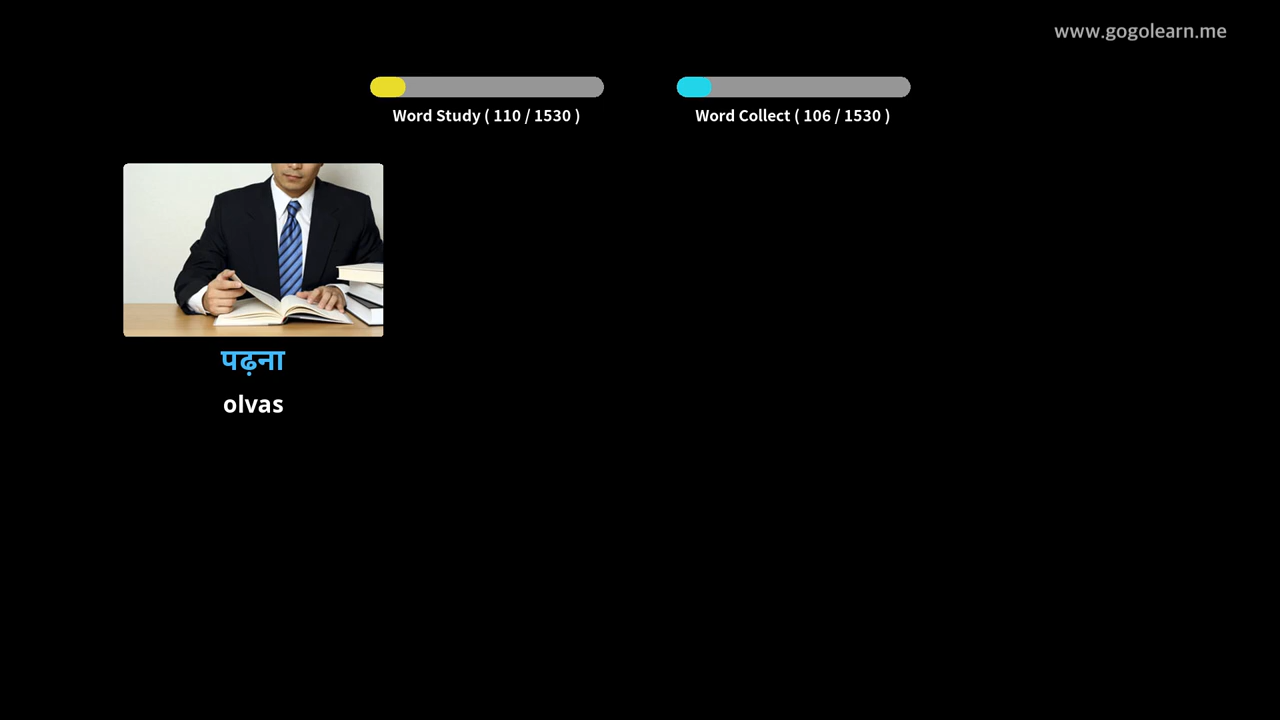 www.gogolearn.me
Word Study ( 110 / 1530 )
Word Collect ( 106 / 1530 )
पढ़ना
olvas